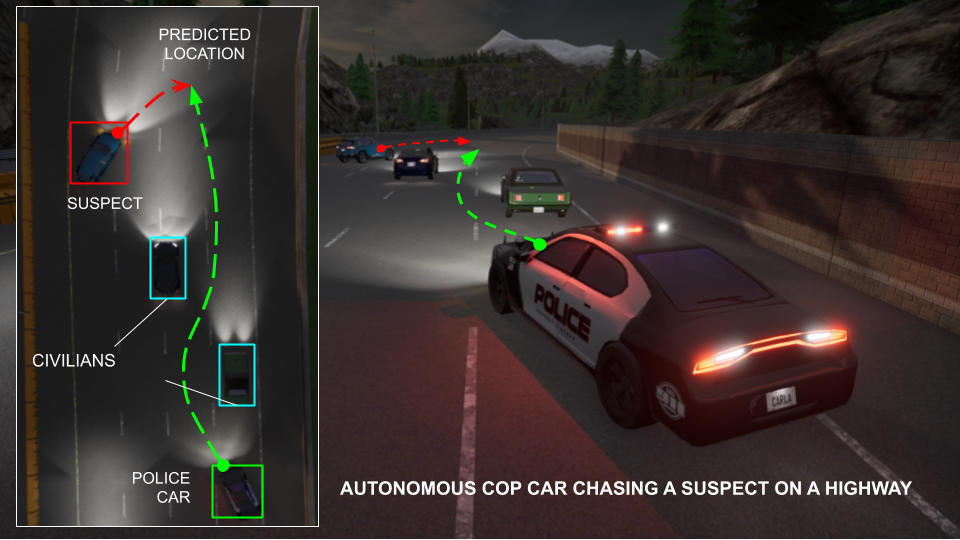 PREDICTED
LOCATION
SUSPECT
CIVILIANS
POLICE
CAR
POLICE
CARLA
AUTONOMOUS COP CAR CHASING A SUSPECT ON A HIGHWAY